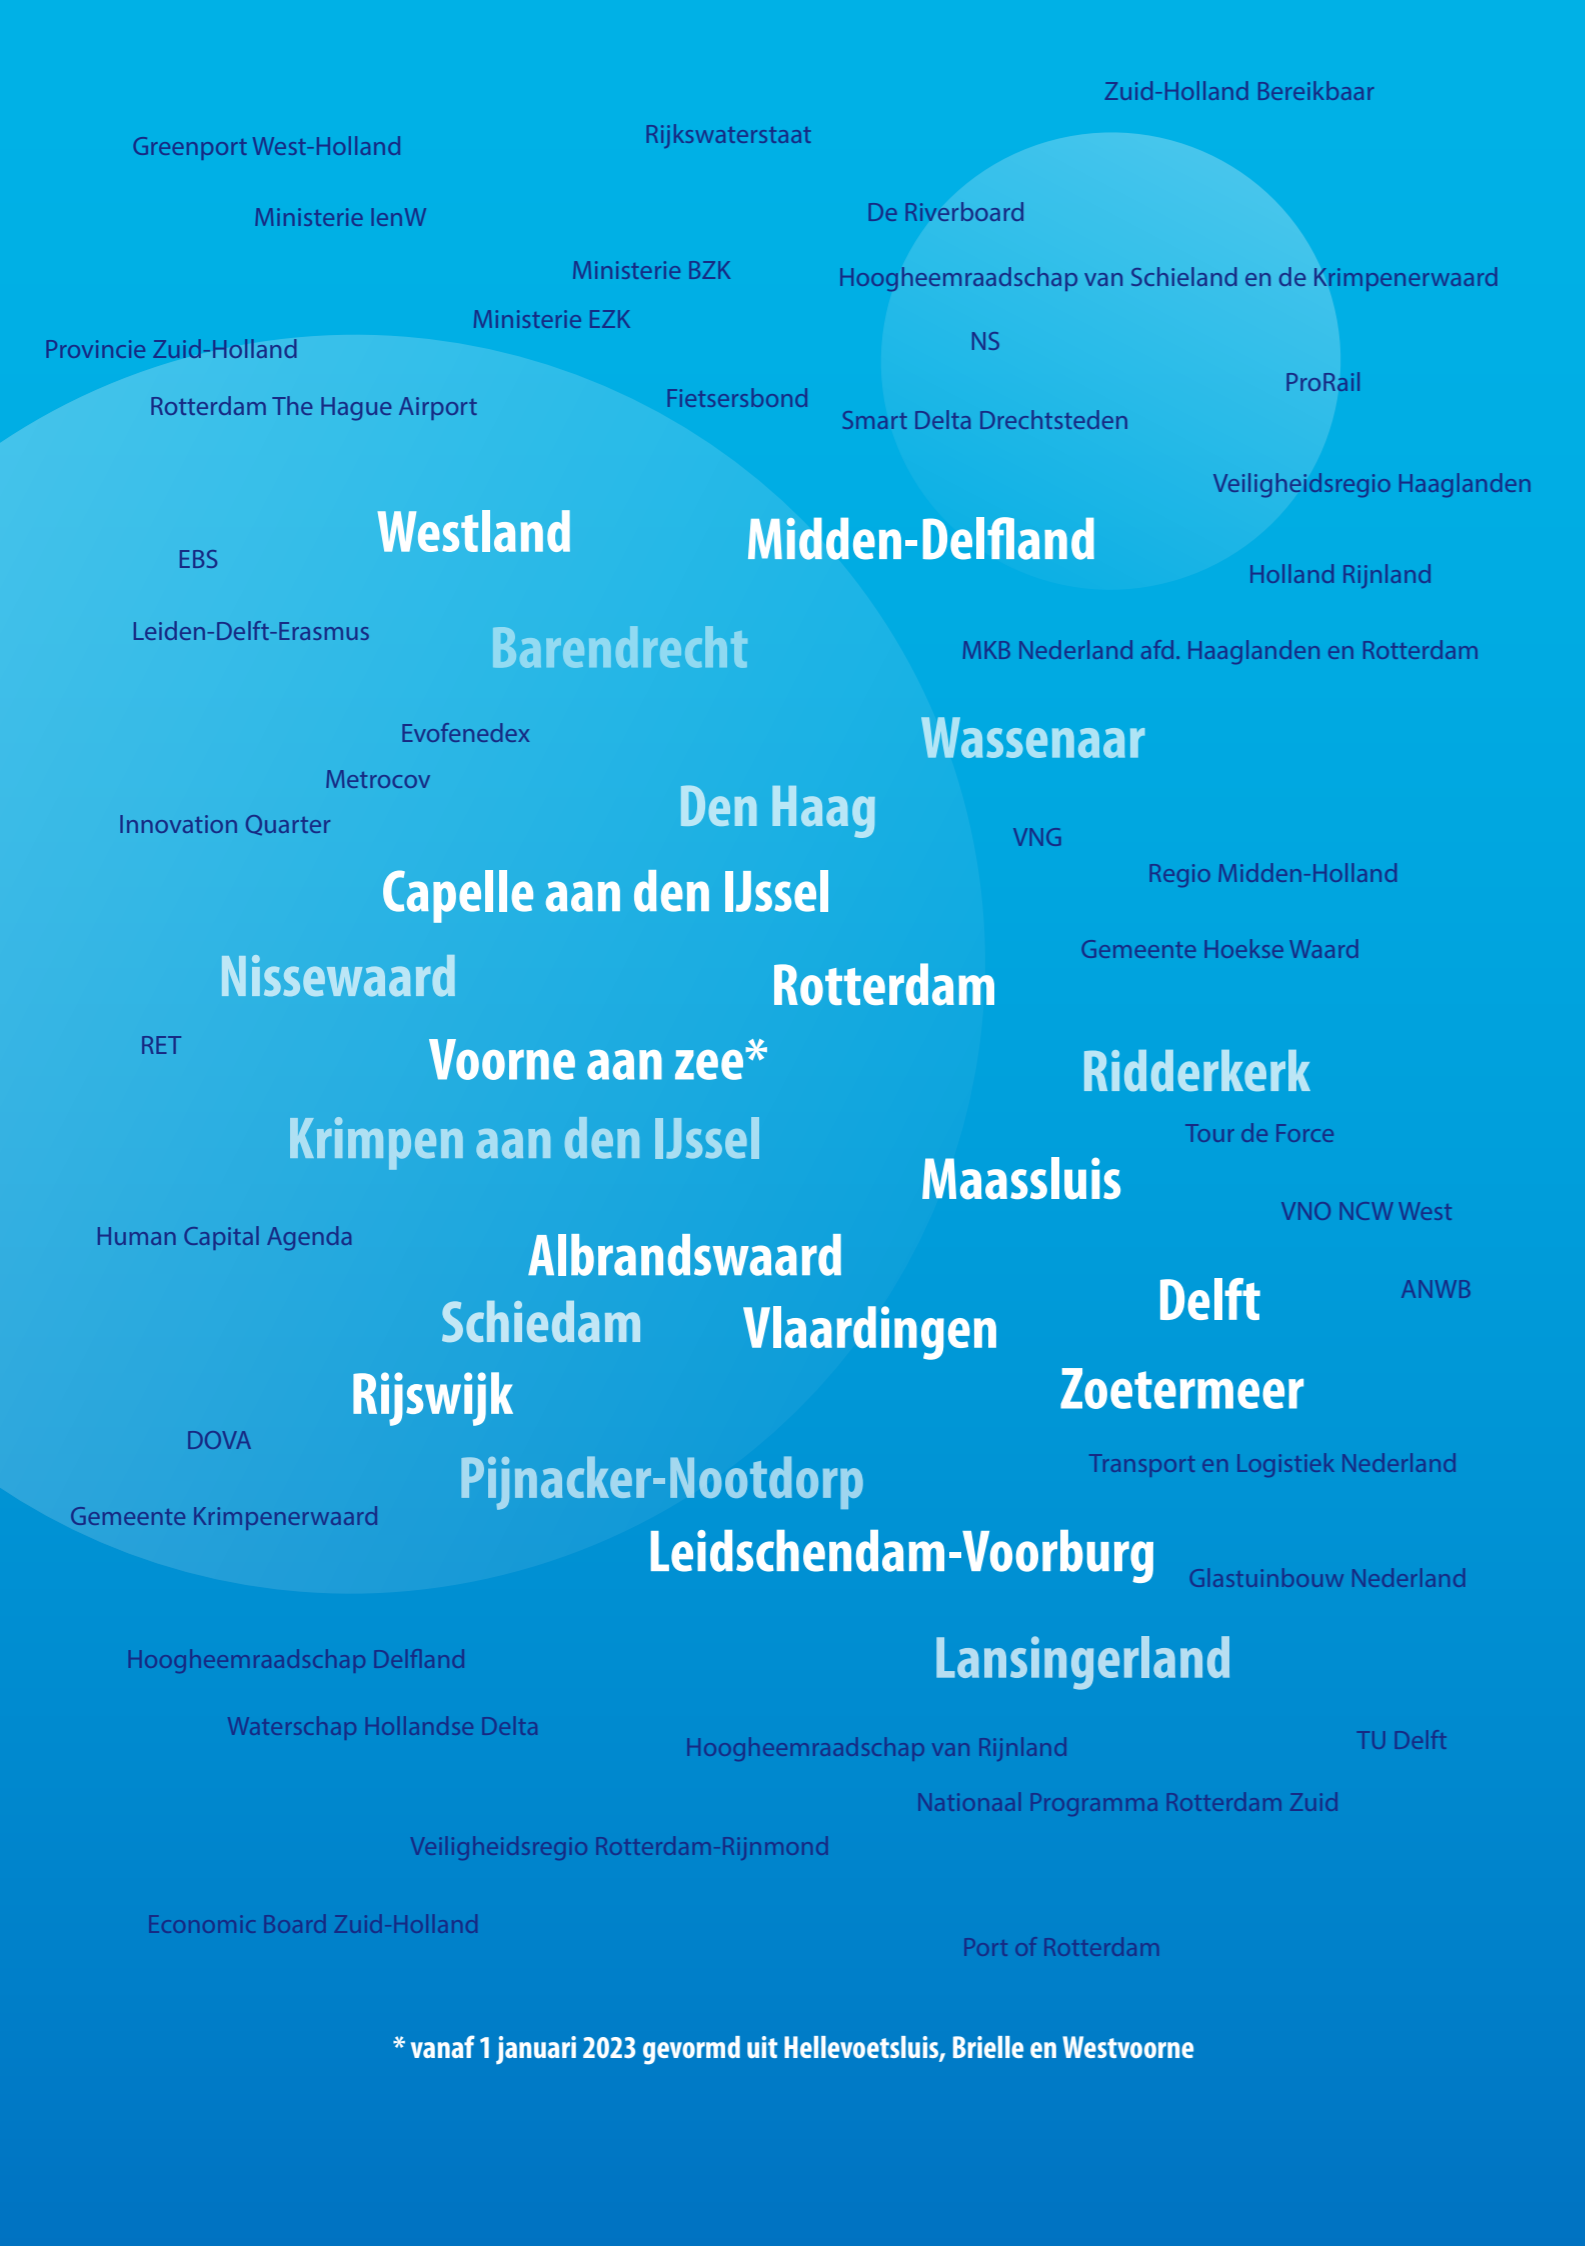 Zuid-Holland Bereikbaar
Rijkswaterstaat
Greenport West-Holland
De Riverboard
Ministerie IenW
Ministerie BZK
Hoogheemraadschap van Schieland en de Krimpenerwaard
Ministerie EZK
NS
Provincie Zuid-Holland
ProRail
Fietsersbond
Rotterdam The Hague Airport
Smart Delta Drechtsteden
Veiligheidsregio Haaglanden
Westland
Midden-Delfland
EBS
Holland Rijnland
Leiden-Delft-Erasmus
Barendrecht
MKB Nederland afd. Haaglanden en Rotterdam
Evofenedex
Wassenaar
Metrocov
Den Haag
Innovation Quarter
VNG
Regio Midden-Holland
Capelle aan den IJssel
Gemeente Hoekse Waard
Nissewaard
Rotterdam
RET
Voorne aan zee*
Ridderkerk
Tour de Force
Krimpen aan den IJssel
Maassluis
VNO NCW West
Human Capital Agenda
Albrandswaard
ANWB
Delft
Schiedam
Vlaardingen
Zoetermeer
Rijswijk
DOVA
Transport en Logistiek Nederland
Pijnacker-Nootdorp
Gemeente Krimpenerwaard
Leidschendam-Voorburg
Glastuinbouw Nederland
Hoogheemraadschap Delfland
Lansingerland
Waterschap Hollandse Delta
TU Delft
Hoogheemraadschap van Rijnland
Nationaal Programma Rotterdam Zuid
Veiligheidsregio Rotterdam-Rijnmond
Economic Board Zuid-Holland
Port of Rotterdam
* vanaf 1 januari 2023 gevormd uit Hellevoetsluis, Brielle en Westvoorne